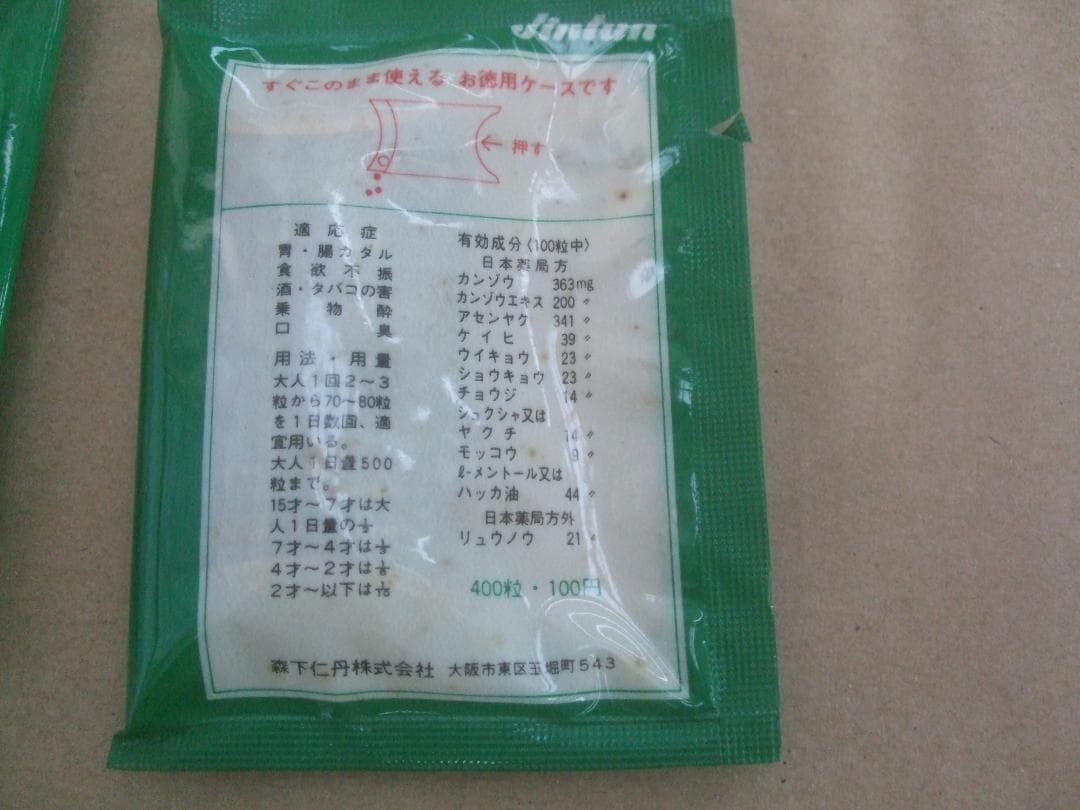 Jintan
すぐこのまま使える お徳用ケースです
押す
適応症
胃・腸カタル
食欲不振
酒・タバコの害
乗物酔
口臭
用法・用量
大人1回2～3
粒から70～80粒
を1日数回、適
宜用いる。
大人1日量500
粒まで。
15才～7才は大
人1日量の
7才～4才は
4才～2才は
2才～以下は
有効成分(100粒中)
日本薬局方
カンゾウ 363mg
カンゾウエキス 200〃
アセンヤク 341〃
ケイヒ 39〃
ウイキョウ 23〃
ショウキョウ 23〃
チョウジ 14〃
シュクシャ又は
ヤクチ 14〃
モッコウ 9〃
ℓ-メントール又は
ハッカ油 44〃
日本薬局方外
リュウノウ 21〃
400粒・100円
森下仁丹株式会社 大阪市東区玉堀町543